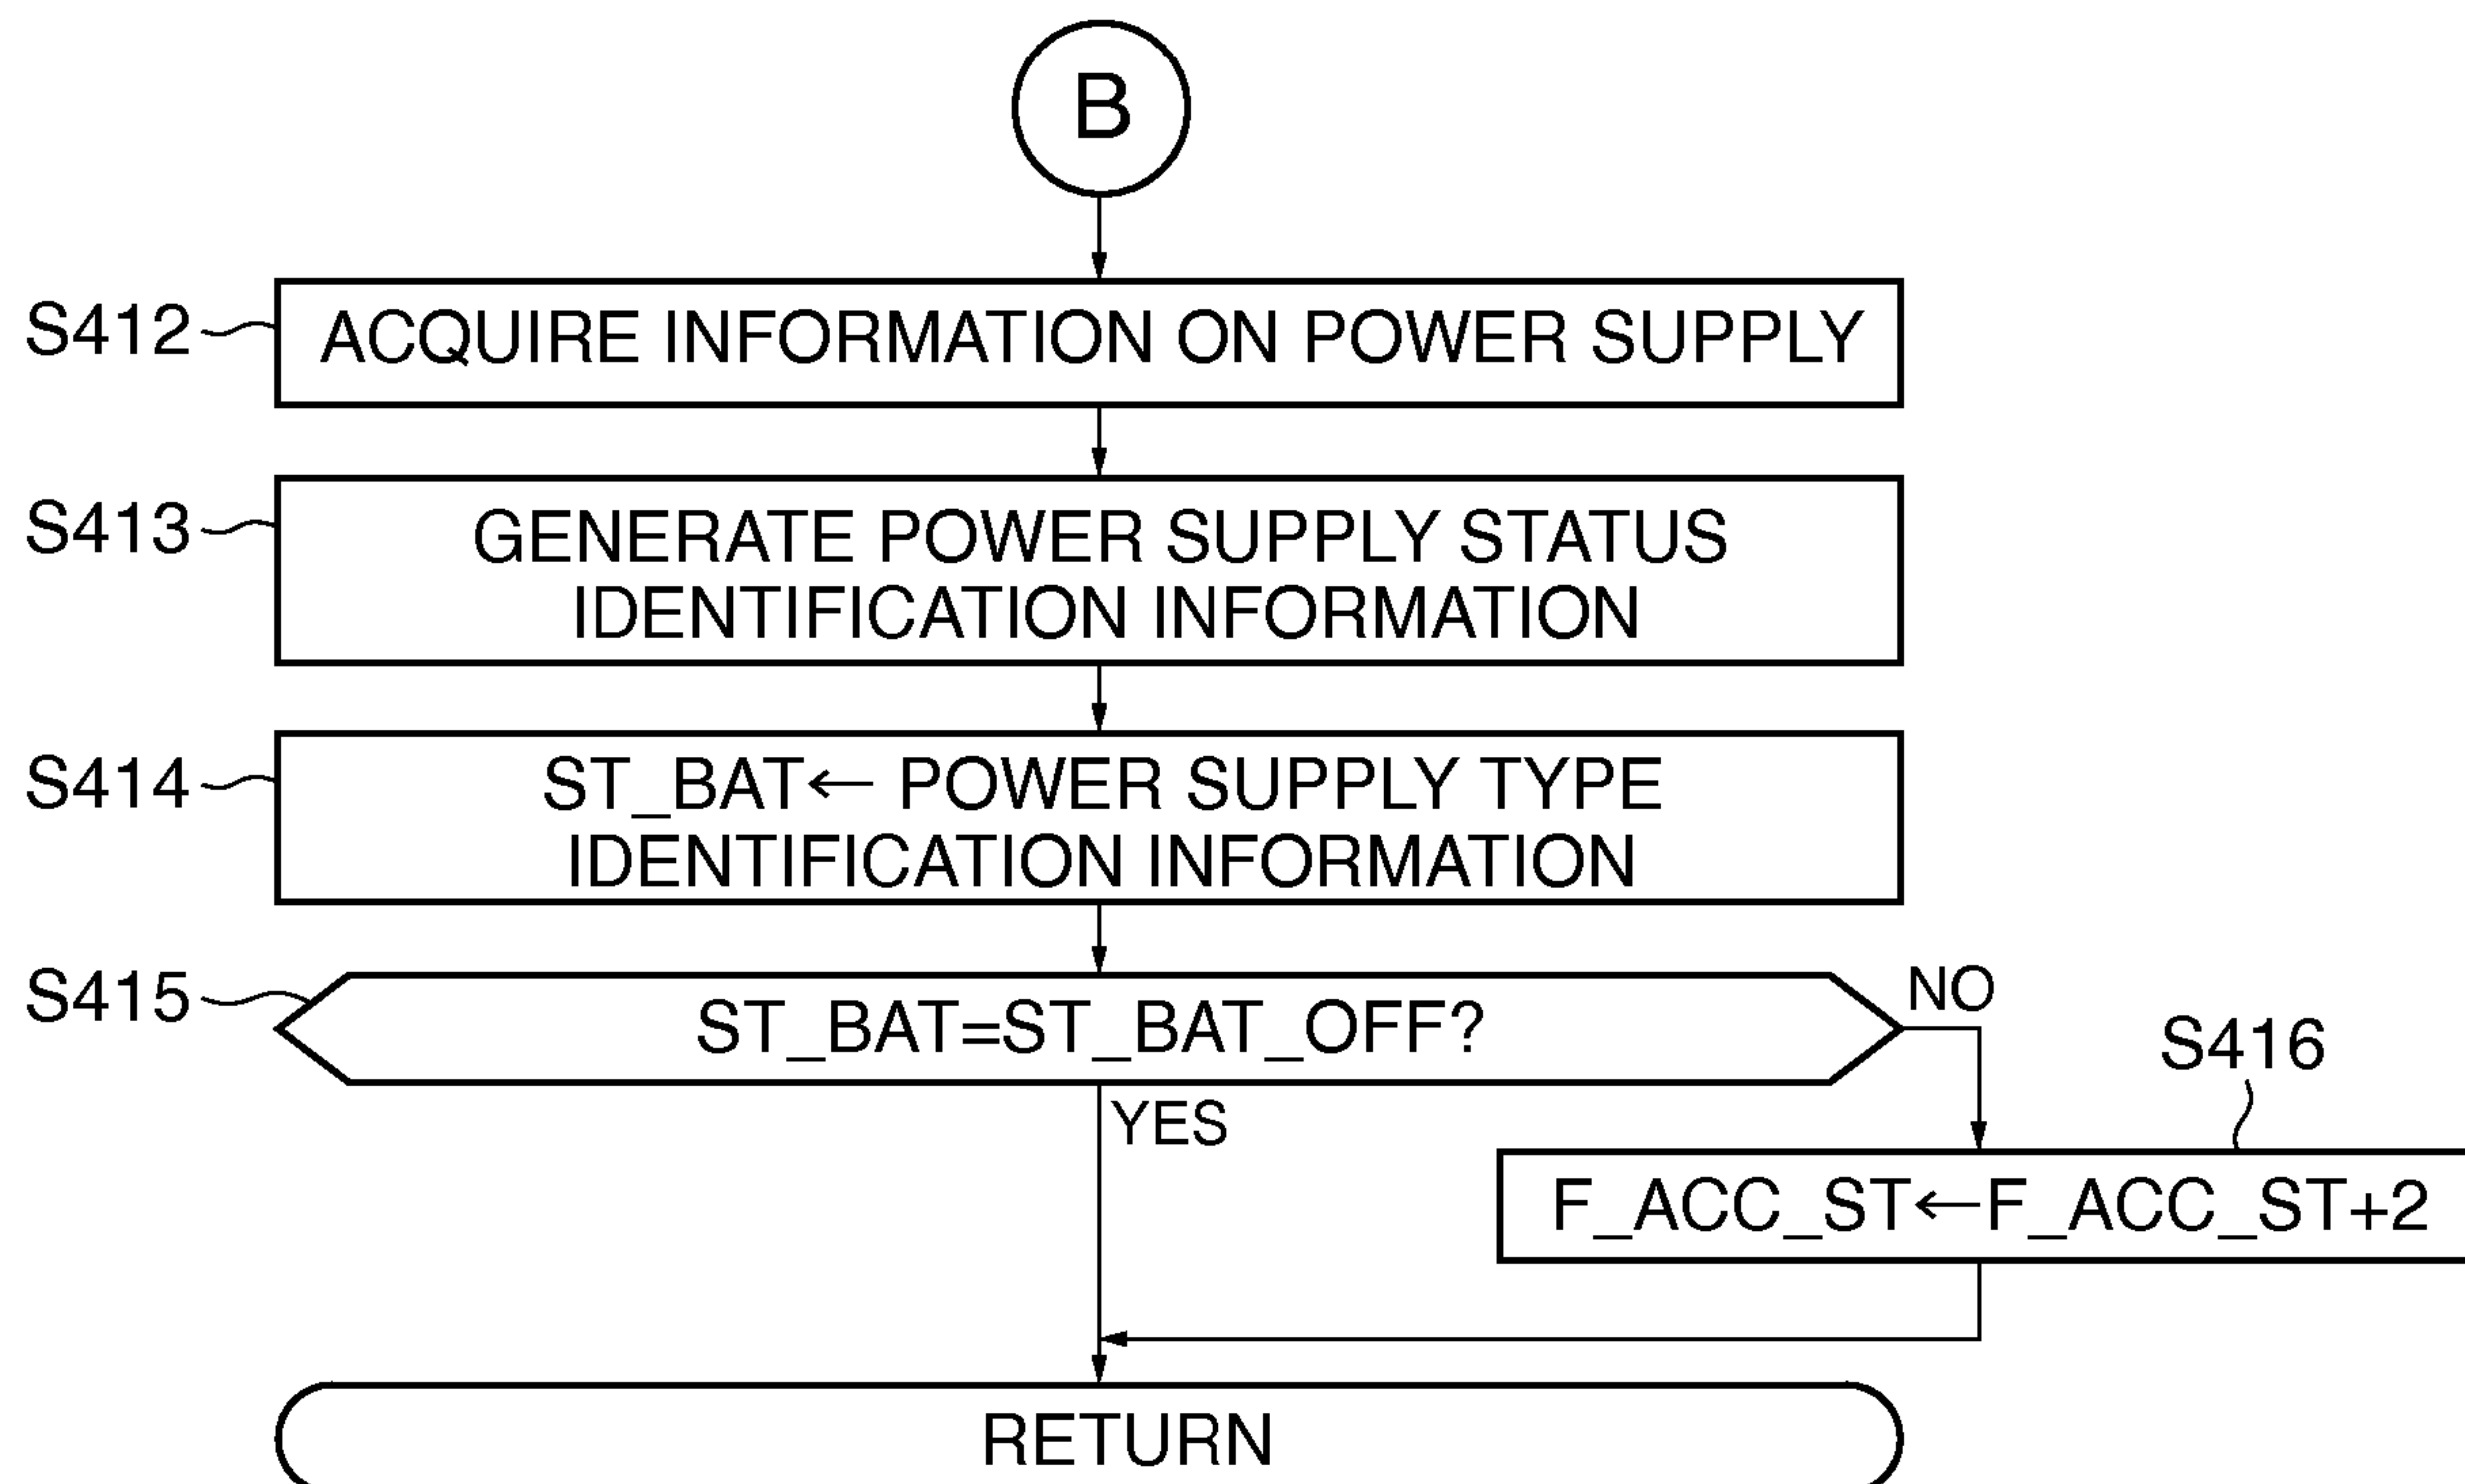 B
S412
ACQUIRE INFORMATION ON POWER SUPPLY
S413
GENERATE POWER SUPPLY STATUS
IDENTIFICATION INFORMATION
S414
ST_BAT← POWER SUPPLY TYPE
IDENTIFICATION INFORMATION
S415
ST_BAT=ST_BAT_OFF?
NO
YES
S416
F_ACC_ST←F_ACC_ST+2
RETURN